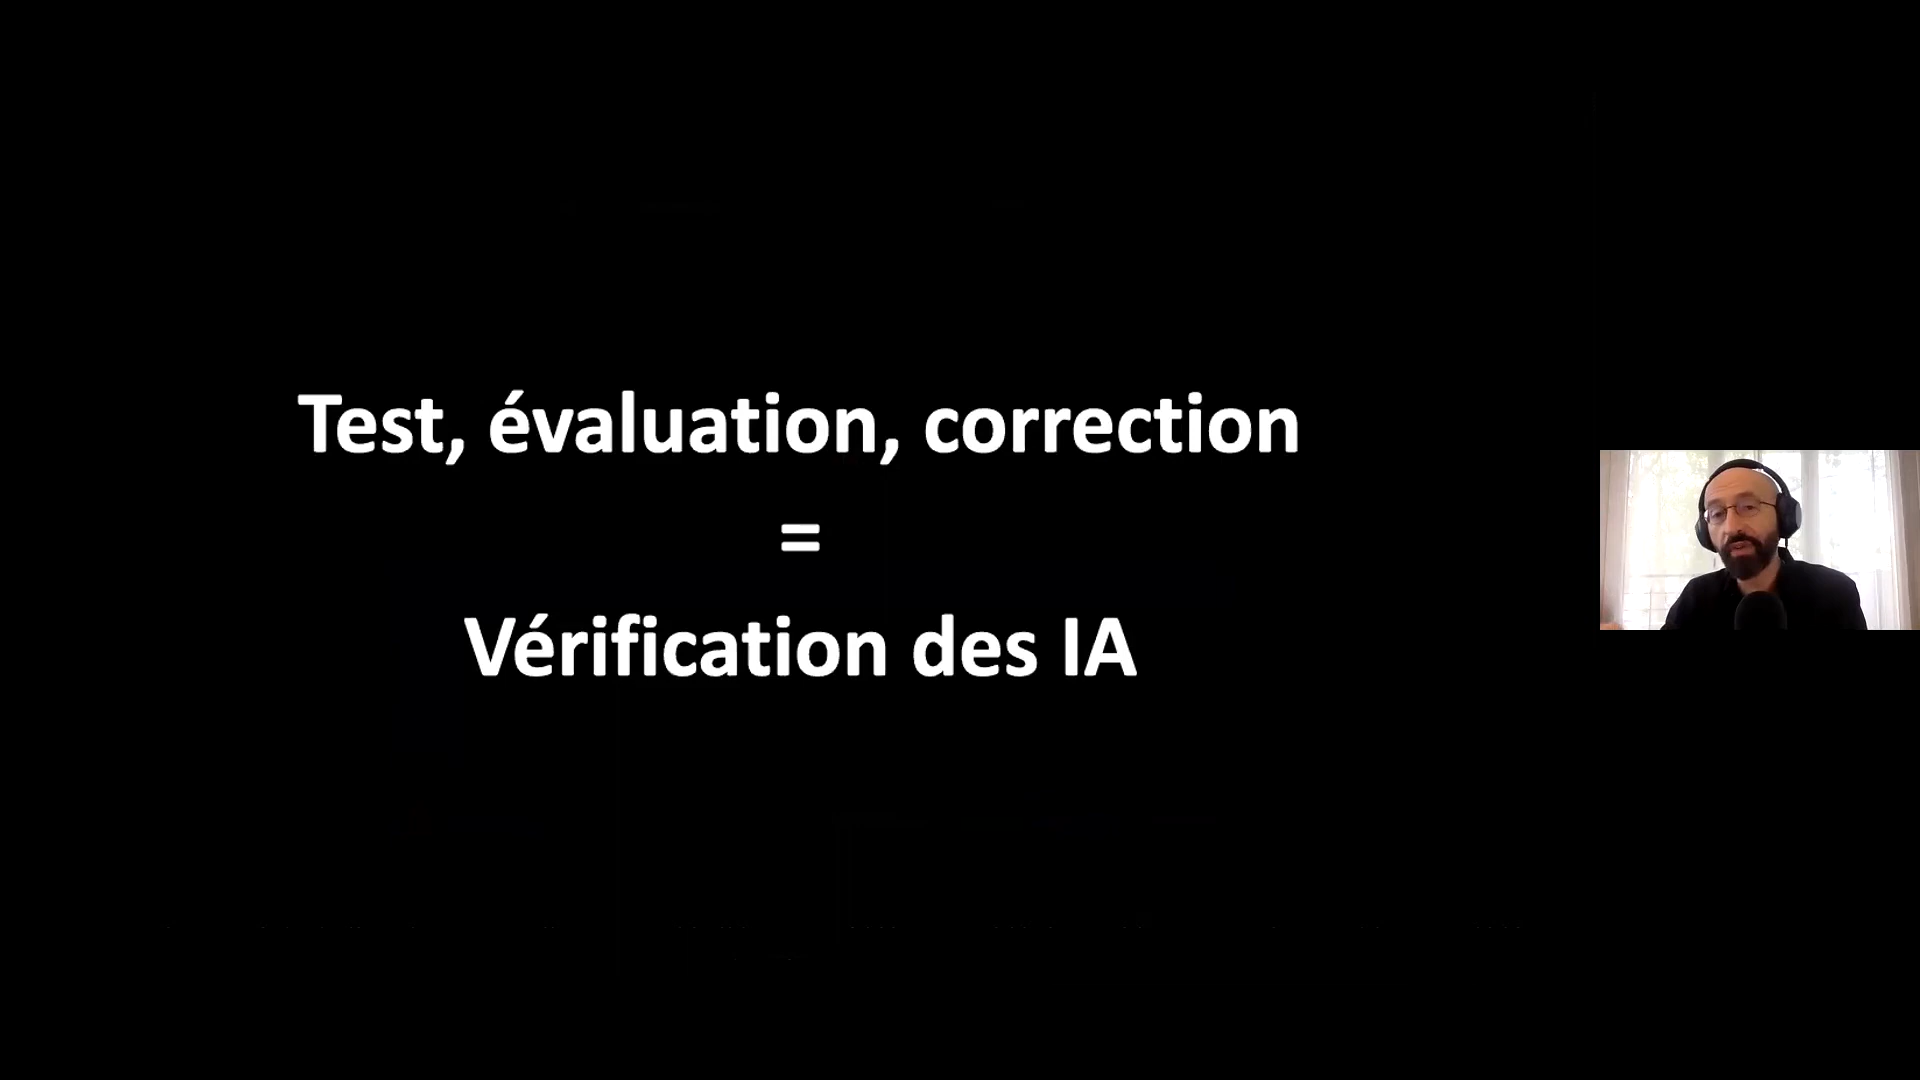 Test, évaluation, correction
=
Vérification des IA